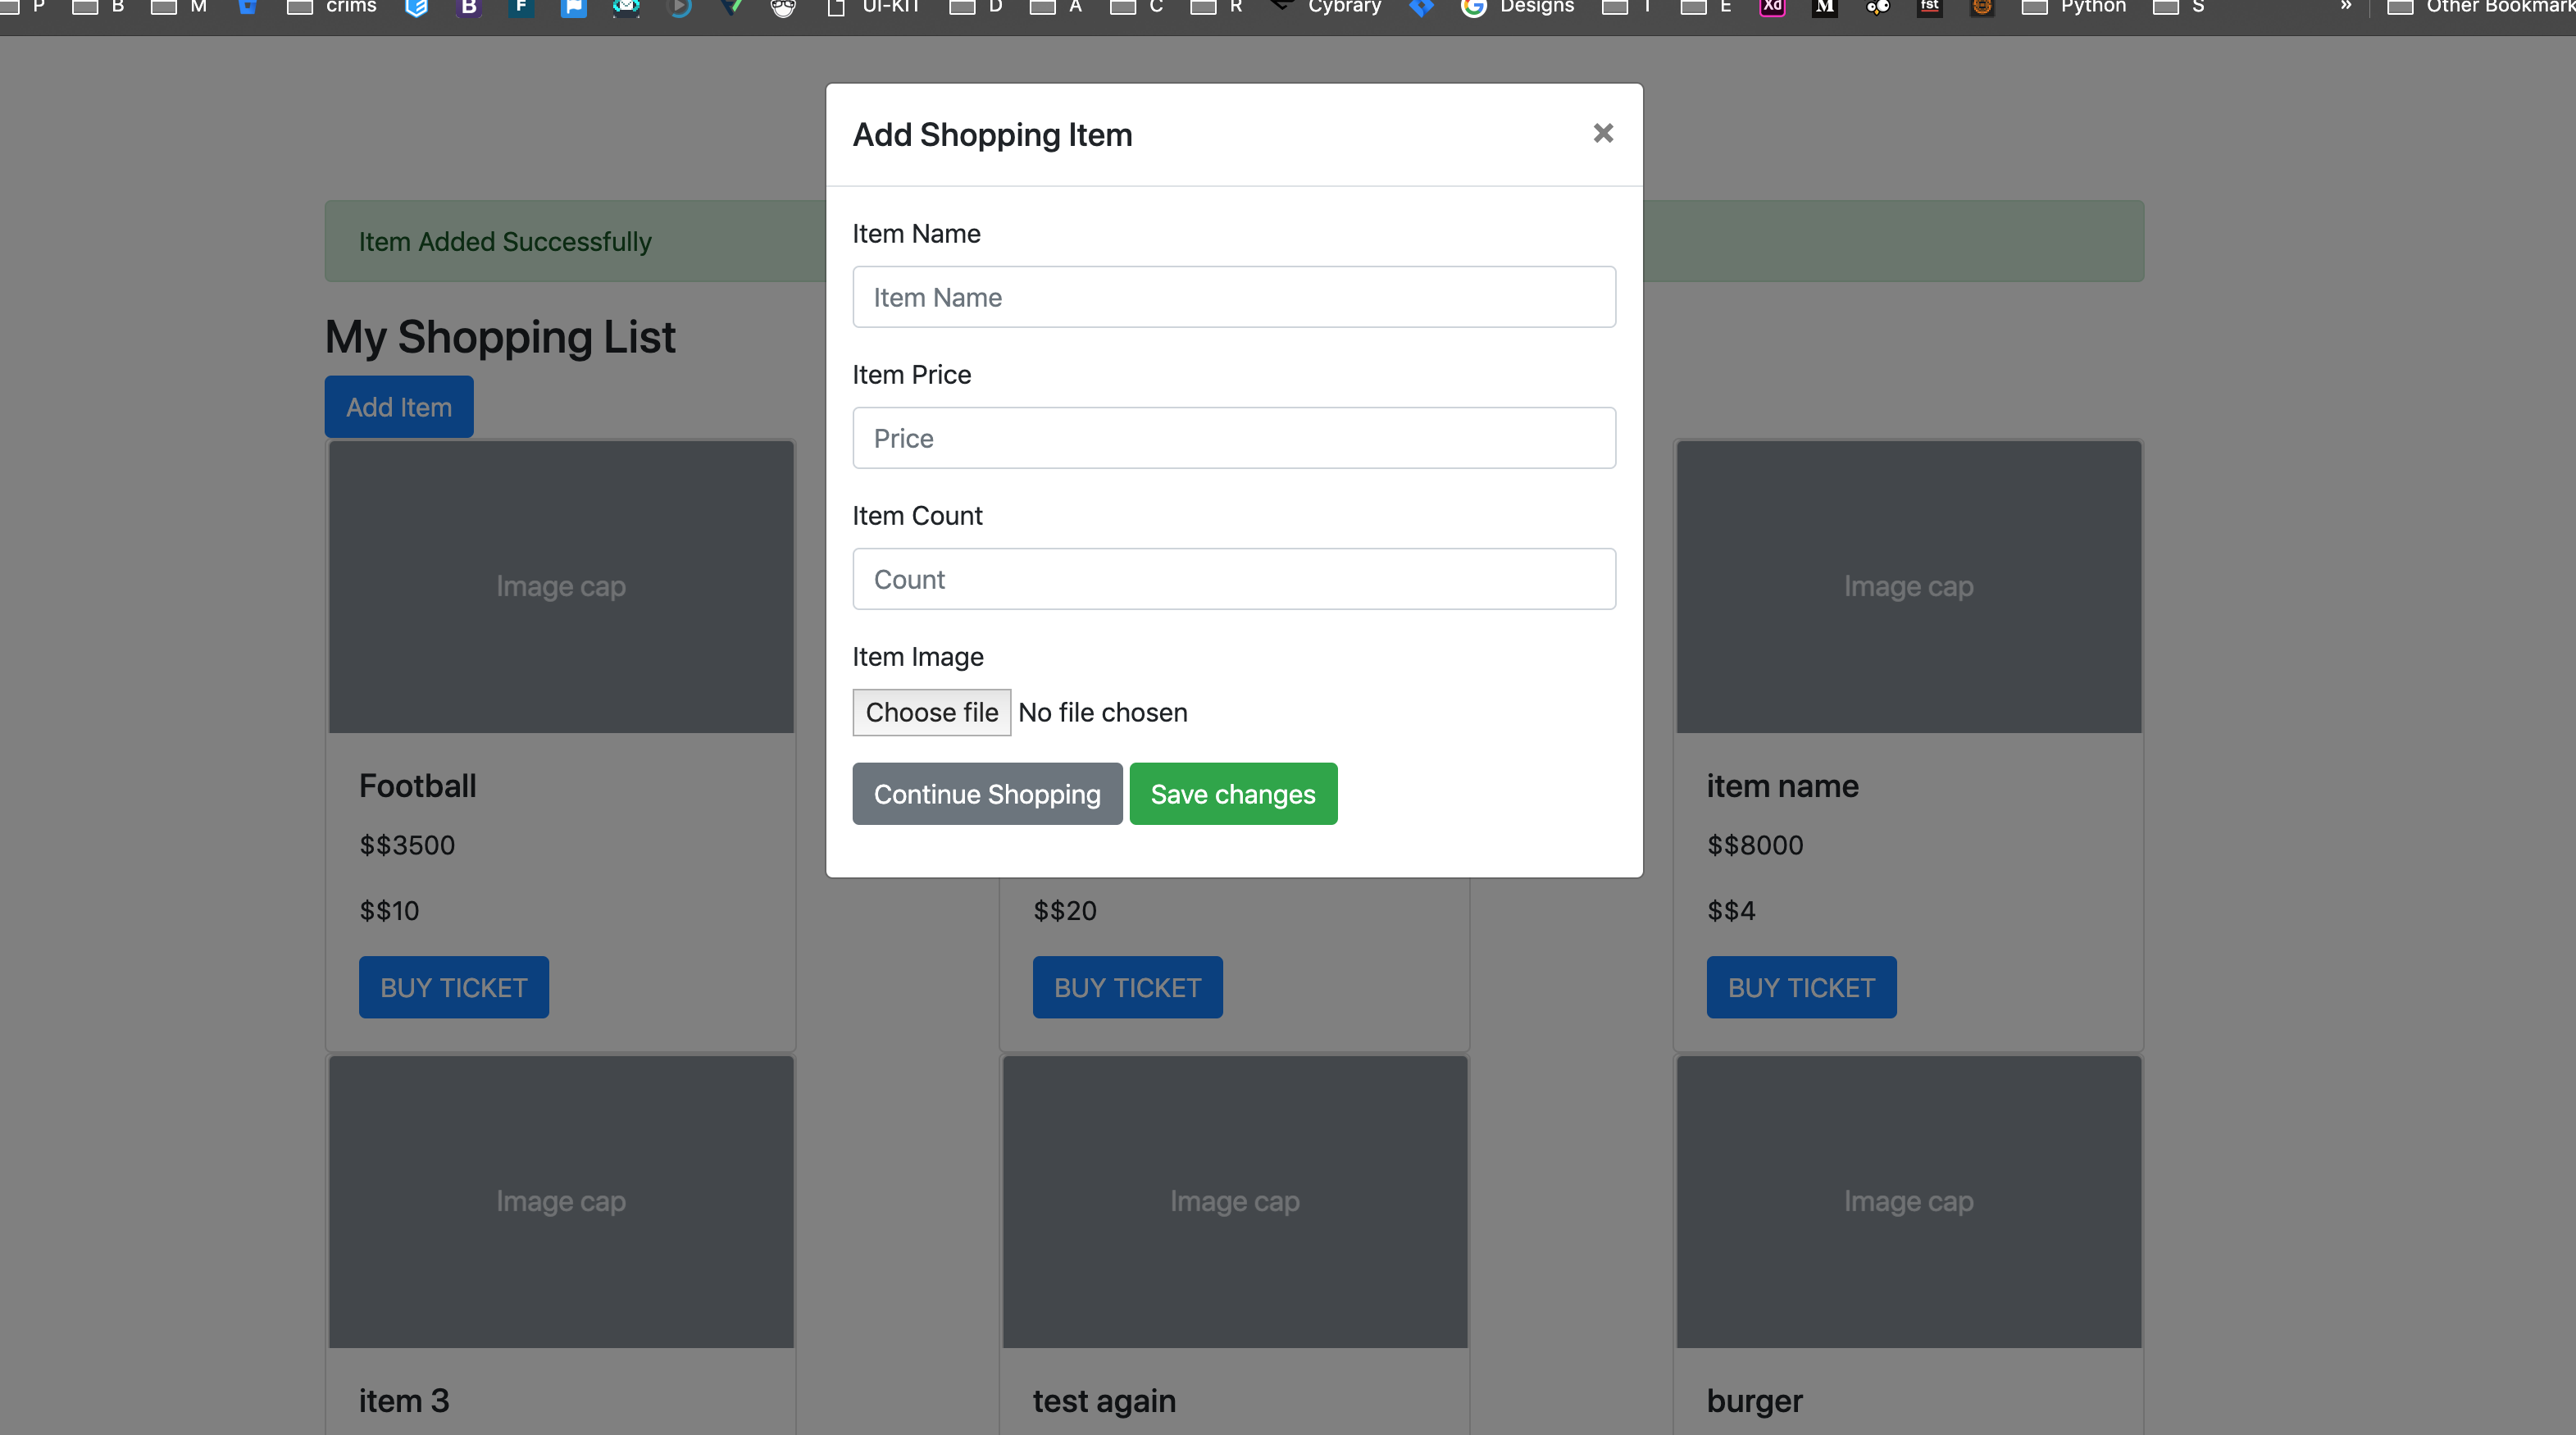 P B M crims B F UI-KIT D A C R Cybrary G Designs T E Xd M fst Python S » Other Bookmark
Add Shopping Item ×
Item Added Successfully
Item Name
Item Name
My Shopping List
Item Price
Add Item
Price
Item Count
Count
Image cap
Image cap
Item Image
Choose file No file chosen
Continue Shopping Save changes
Football
item name
$$3500
$$8000
$$10
$$20
$$4
BUY TICKET
BUY TICKET
BUY TICKET
Image cap
Image cap
Image cap
item 3
test again
burger